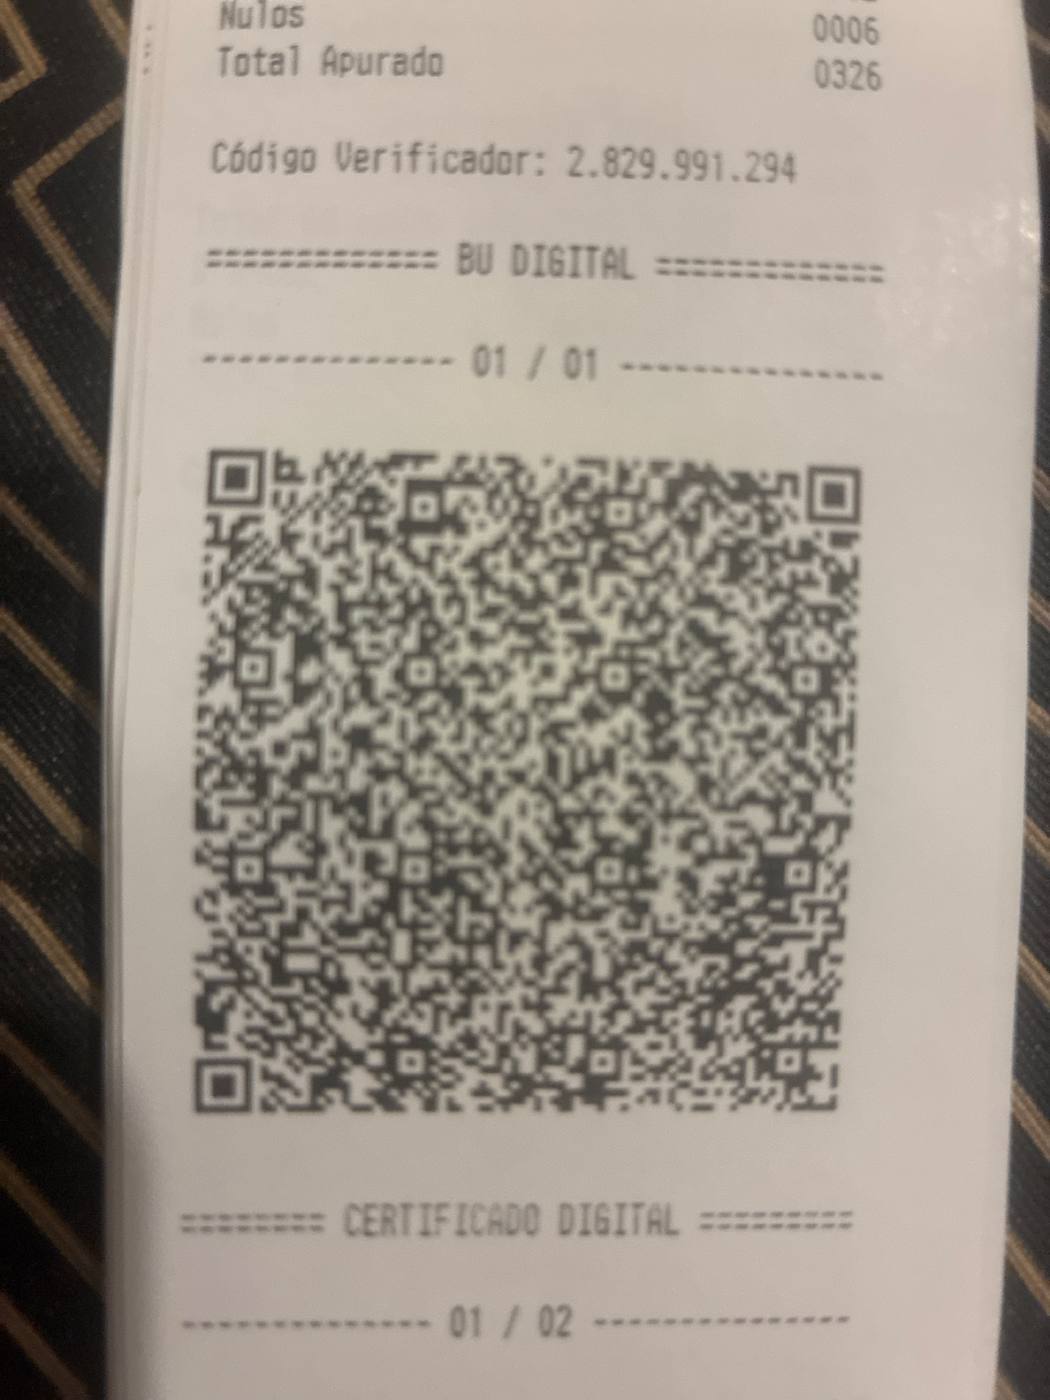 Nulos 0006
Total Apurado 0326
Código Verificador: 2.829.991.294
============= BU DIGITAL =============
-------------- 01 / 01 ---------------
======== CERTIFICADO DIGITAL =========
-------------- 01 / 02 ---------------